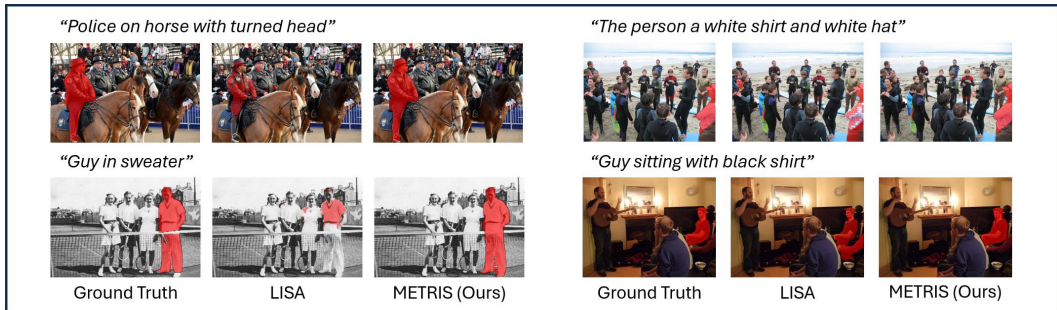 “Police on horse with turned head”
“The person a white shirt and white hat”
“Guy in sweater”
“Guy sitting with black shirt”
Ground Truth
LISA
METRIS (Ours)
Ground Truth
LISA
METRIS (Ours)